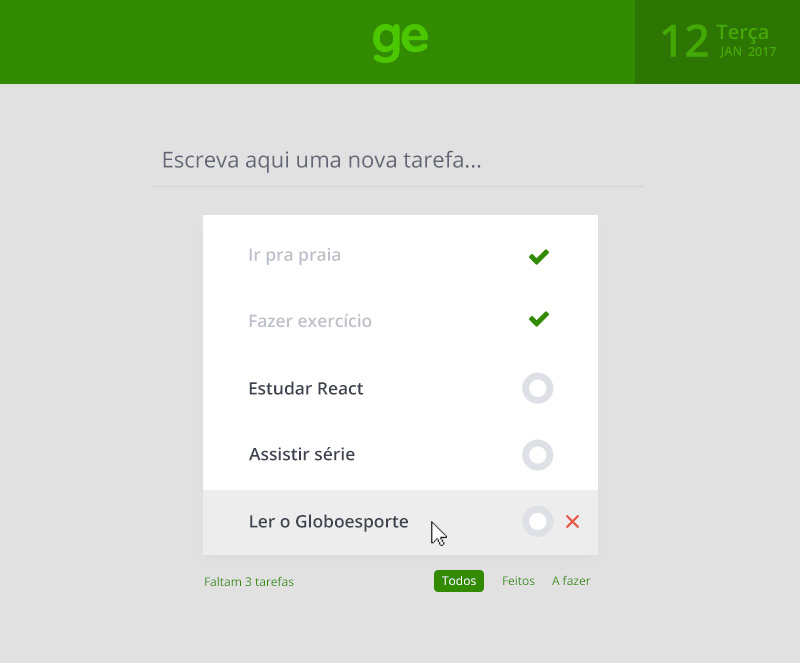 ge
12 Terça
JAN 2017
Escreva aqui uma nova tarefa...
Ir pra praia
Fazer exercício
Estudar React
Assistir série
Ler o Globoesporte
Faltam 3 tarefas Todos Feitos A fazer